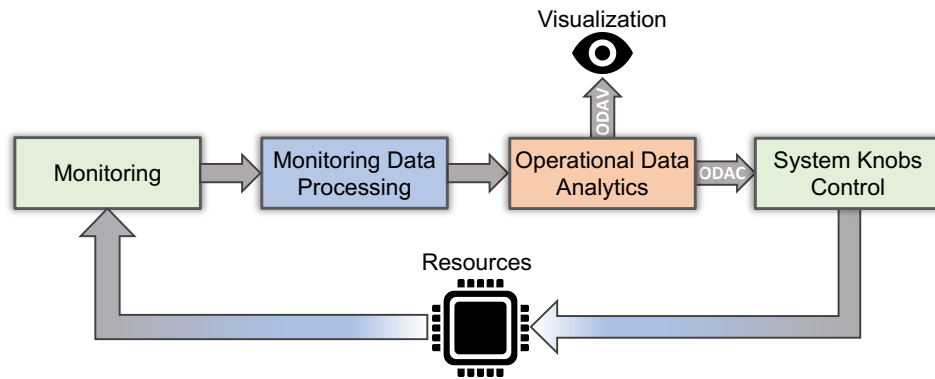 Visualization
ODAV
Monitoring
Monitoring Data
Processing
Operational Data
Analytics
ODAC
System Knobs
Control
Resources